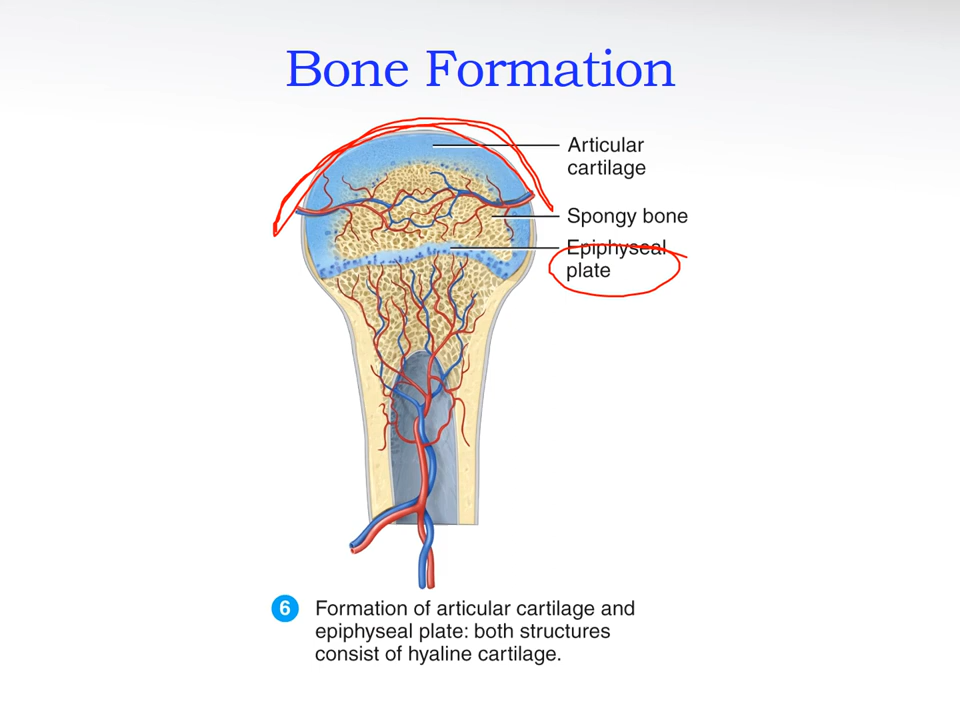 Bone Formation
Articular
cartilage
Spongy bone
Epiphyseal
plate
6 Formation of articular cartilage and
epiphyseal plate: both structures
consist of hyaline cartilage.